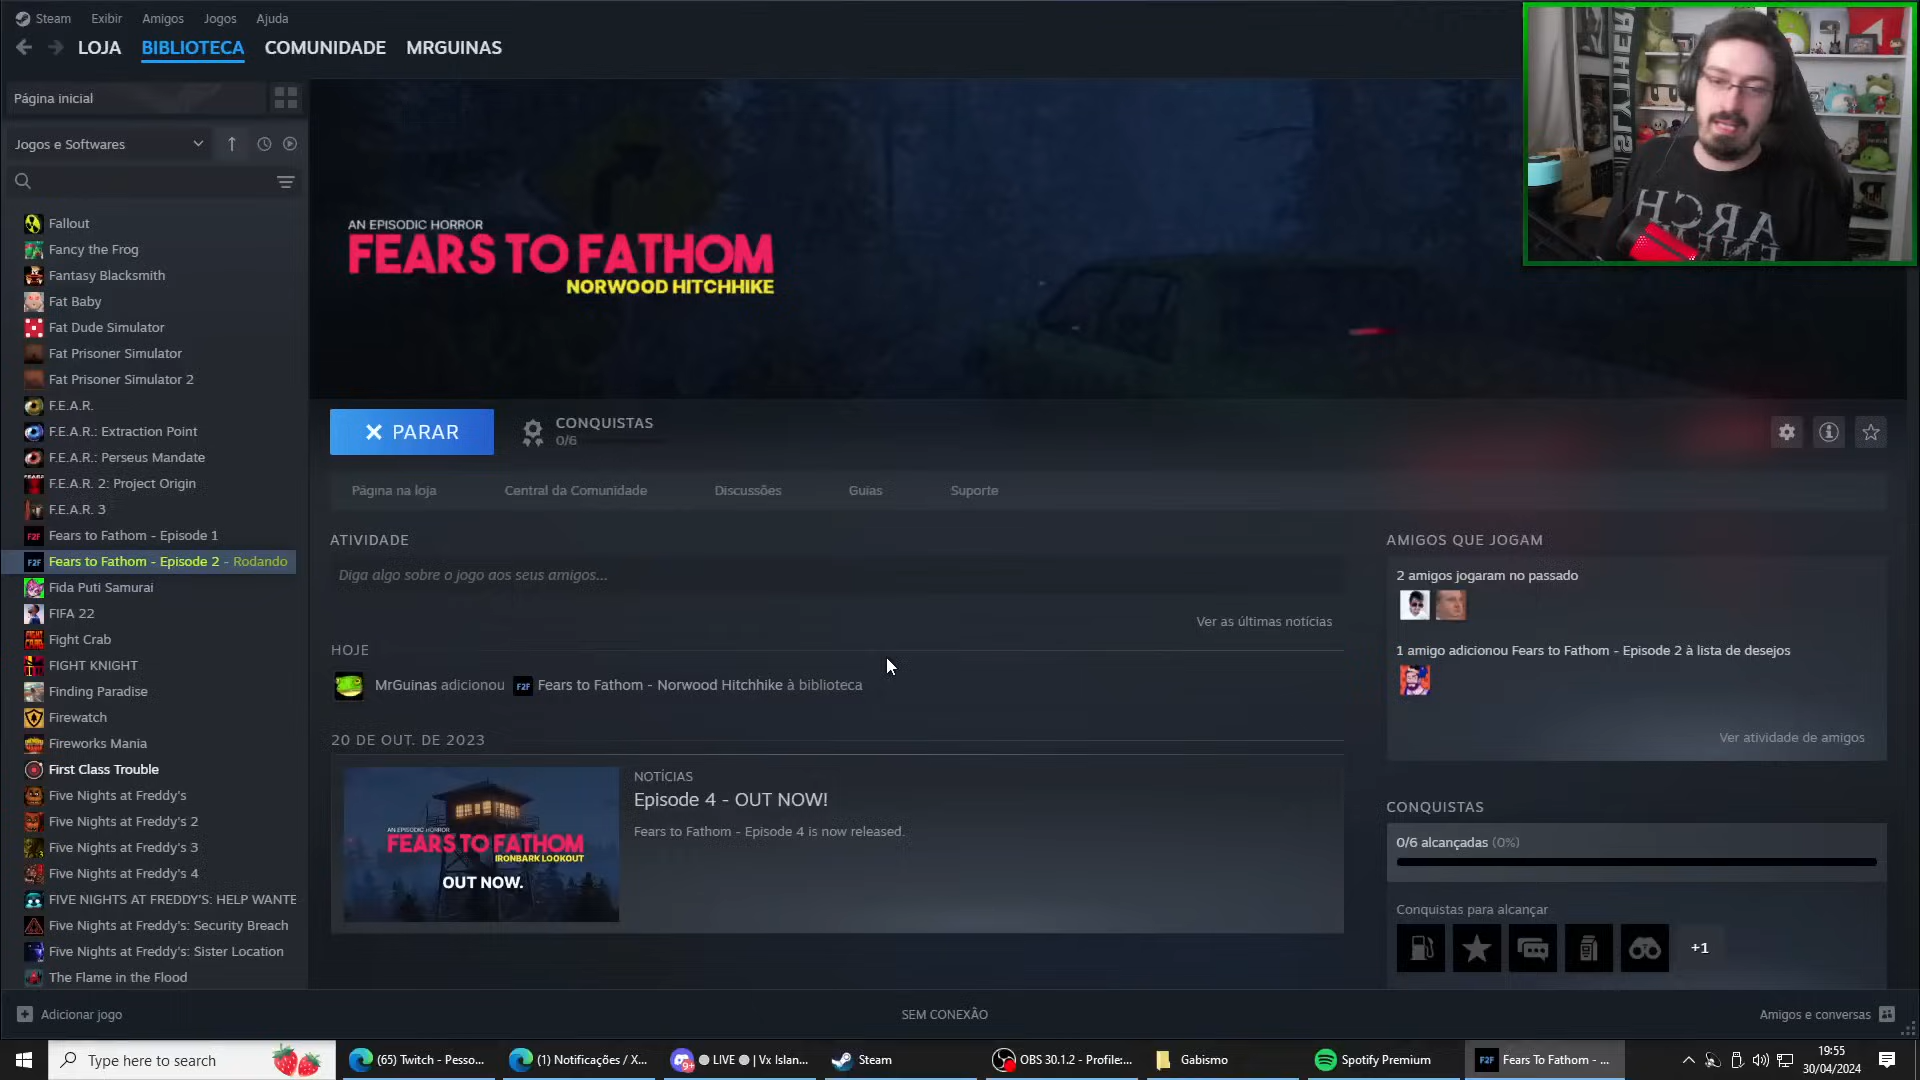 Steam
Exibir
Amigos
Jogos
Ajuda
LOJA
BIBLIOTECA
COMUNIDADE
MRGUINAS
Página inicial
Jogos e Softwares
Fallout
Fancy the Frog
Fantasy Blacksmith
Fat Baby
Fat Dude Simulator
Fat Prisoner Simulator
Fat Prisoner Simulator 2
F.E.A.R.
F.E.A.R.: Extraction Point
F.E.A.R.: Perseus Mandate
F.E.A.R. 2: Project Origin
F.E.A.R. 3
Fears to Fathom - Episode 1
Fears to Fathom - Episode 2 - Rodando
Fida Puti Samurai
FIFA 22
Fight Crab
FIGHT KNIGHT
Finding Paradise
Firewatch
Fireworks Mania
First Class Trouble
Five Nights at Freddy's
Five Nights at Freddy's 2
Five Nights at Freddy's 3
Five Nights at Freddy's 4
FIVE NIGHTS AT FREDDY'S: HELP WANTE
Five Nights at Freddy's: Security Breach
Five Nights at Freddy's: Sister Location
The Flame in the Flood
AN EPISODIC HORROR
FEARS TO FATHOM
NORWOOD HITCHHIKE
PARAR
CONQUISTAS
0/6
Página na loja
Central da Comunidade
Discussões
Guias
Suporte
ATIVIDADE
Diga algo sobre o jogo aos seus amigos...
Ver as últimas notícias
HOJE
MrGuinas adicionou F2F Fears to Fathom - Norwood Hitchhike à biblioteca
20 DE OUT. DE 2023
AN EPISODIC HORROR
FEARS TO FATHOM
IRONBARK LOOKOUT
OUT NOW.
NOTÍCIAS
Episode 4 - OUT NOW!
Fears to Fathom - Episode 4 is now released.
AMIGOS QUE JOGAM
2 amigos jogaram no passado
1 amigo adicionou Fears to Fathom - Episode 2 à lista de desejos
Ver atividade de amigos
CONQUISTAS
0/6 alcançadas (0%)
Conquistas para alcançar
+1
Adicionar jogo
SEM CONEXÃO
Amigos e conversas
Type here to search
(65) Twitch - Pesso...
(1) Notificações / X...
LIVE | Vx Islan...
Steam
OBS 30.1.2 - Profile:...
Gabismo
Spotify Premium
F2F
Fears To Fathom - ...
19:55
30/04/2024